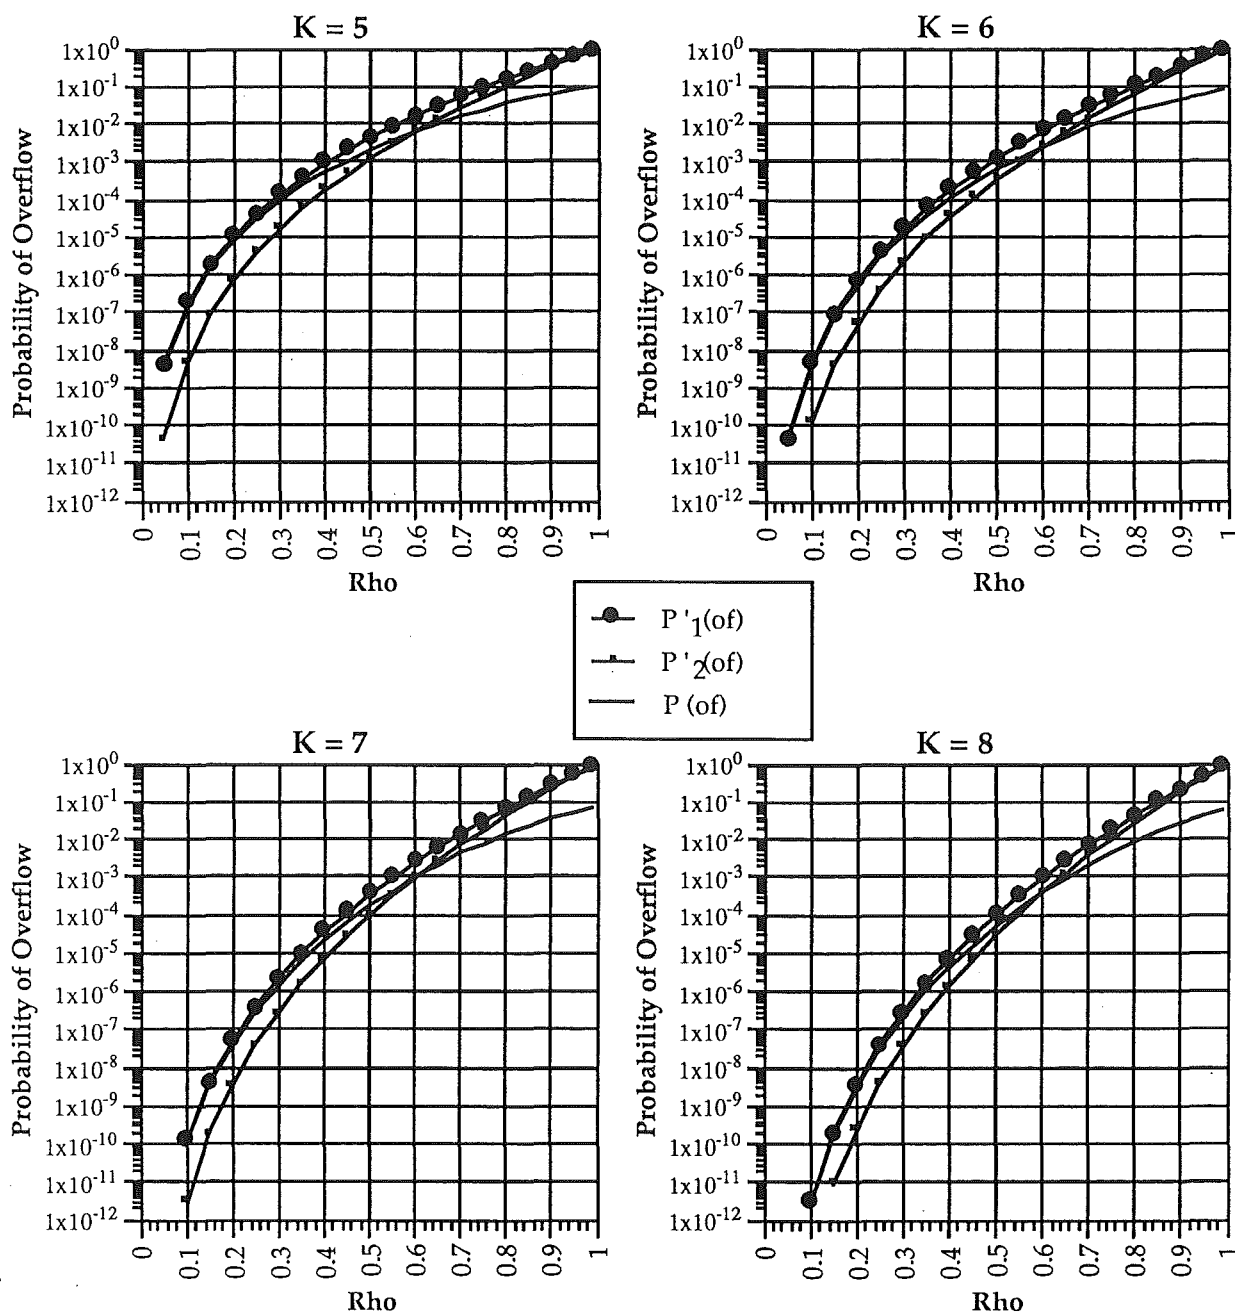 K = 5
Probability of Overflow
1x10⁰
1x10⁻¹
1x10⁻²
1x10⁻³
1x10⁻⁴
1x10⁻⁵
1x10⁻⁶
1x10⁻⁷
1x10⁻⁸
1x10⁻⁹
1x10⁻¹⁰
1x10⁻¹¹
1x10⁻¹²
0 0.1 0.2 0.3 0.4 0.5 0.6 0.7 0.8 0.9 1
Rho
K = 6
Probability of Overflow
1x10⁰
1x10⁻¹
1x10⁻²
1x10⁻³
1x10⁻⁴
1x10⁻⁵
1x10⁻⁶
1x10⁻⁷
1x10⁻⁸
1x10⁻⁹
1x10⁻¹⁰
1x10⁻¹¹
1x10⁻¹²
0 0.1 0.2 0.3 0.4 0.5 0.6 0.7 0.8 0.9 1
Rho
P'₁(of)
P'₂(of)
P (of)
K = 7
Probability of Overflow
1x10⁰
1x10⁻¹
1x10⁻²
1x10⁻³
1x10⁻⁴
1x10⁻⁵
1x10⁻⁶
1x10⁻⁷
1x10⁻⁸
1x10⁻⁹
1x10⁻¹⁰
1x10⁻¹¹
1x10⁻¹²
0 0.1 0.2 0.3 0.4 0.5 0.6 0.7 0.8 0.9 1
Rho
K = 8
Probability of Overflow
1x10⁰
1x10⁻¹
1x10⁻²
1x10⁻³
1x10⁻⁴
1x10⁻⁵
1x10⁻⁶
1x10⁻⁷
1x10⁻⁸
1x10⁻⁹
1x10⁻¹⁰
1x10⁻¹¹
1x10⁻¹²
0 0.1 0.2 0.3 0.4 0.5 0.6 0.7 0.8 0.9 1
Rho